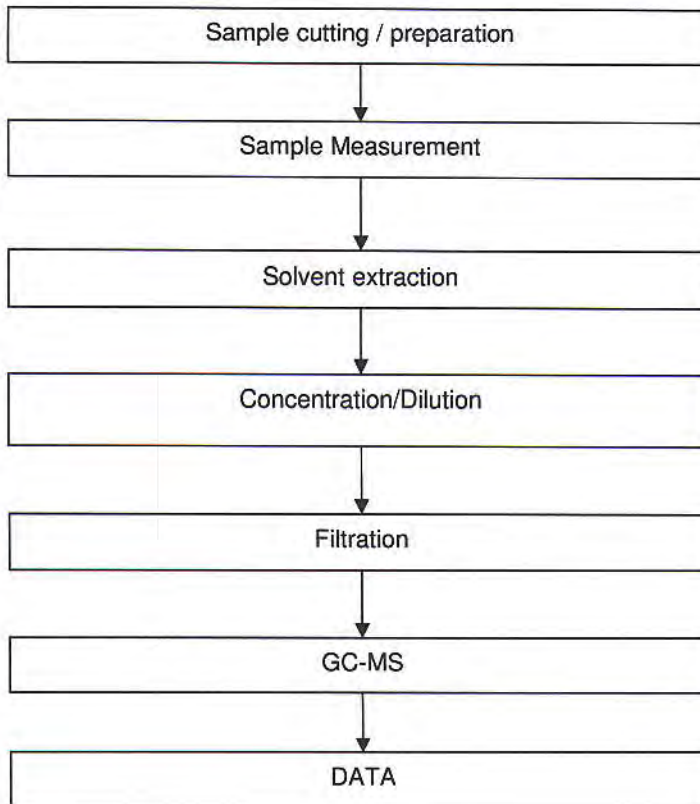 Sample cutting / preparation
Sample Measurement
Solvent extraction
Concentration/Dilution
Filtration
GC-MS
DATA